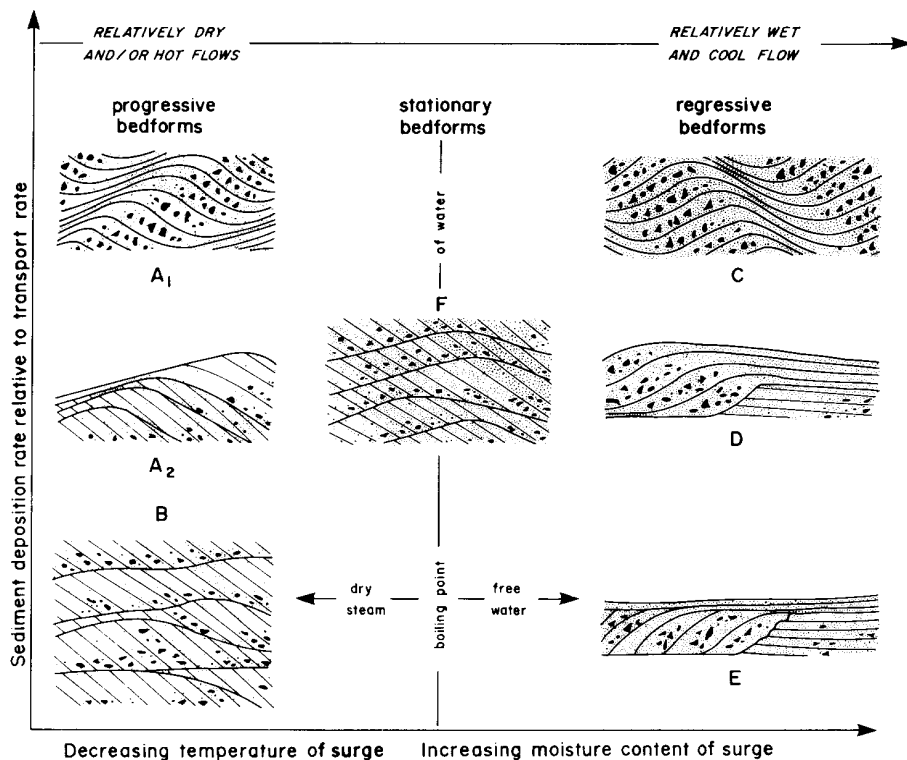 RELATIVELY DRY
AND/OR HOT FLOWS
RELATIVELY WET
AND COOL FLOW
progressive
bedforms
stationary
bedforms
regressive
bedforms
A1
of water
C
F
A2
D
B
dry
steam
boiling point
free
water
E
Sediment deposition rate relative to transport rate
Decreasing temperature of surge
Increasing moisture content of surge